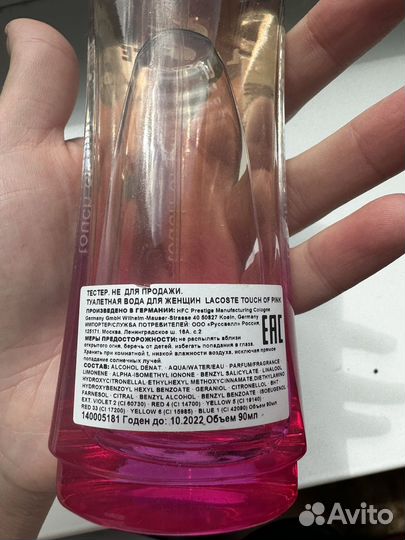 touch of pink
ТЕСТЕР. НЕ ДЛЯ ПРОДАЖИ.
ТУАЛЕТНАЯ ВОДА ДЛЯ ЖЕНЩИН LACOSTE TOUCH OF PINK
ПРОИЗВЕДЕНО В ГЕРМАНИИ: HFC Prestige Manufacturing Cologne
Germany GmbH Wilhelm-Mauser-Strasse 40 50827 Koeln, Germany
ИМПОРТЕР/СЛУЖБА ПОТРЕБИТЕЛЕЙ: ООО «Руссвелл» Россия,
125171, Москва, Ленинградское ш. 16А, с.2
МЕРЫ ПРЕДОСТОРОЖНОСТИ: не распылять вблизи
открытого огня, беречь от детей, избегать попадания в глаза.
Хранить при комнатной t, низкой влажности воздуха, исключая прямое
попадание солнечных лучей.
СОСТАВ: ALCOHOL DENAT. · AQUA/WATER/EAU · PARFUM/FRAGRANCE
LIMONENE · ALPHA-ISOMETHYL IONONE · BENZYL SALICYLATE · LINALOOL
HYDROXYCITRONELLAL·ETHYLHEXYL METHOXYCINNAMATE·DIETHYLAMINO
HYDROXYBENZOYL HEXYL BENZOATE · GERANIOL · CITRONELLOL · BHT
FARNESOL · CITRAL · BENZYL ALCOHOL · BENZYL BENZOATE
EXT. VIOLET 2 (CI 60730) · RED 4 (CI 14700) · YELLOW 5 (CI 19140)
RED 33 (CI 17200) · YELLOW 6 (CI 15985) · BLUE 1 (CI 42090) Объем 90мл
140005181 Годен до: 10.2022 Объем 90мл
EAC
Avito